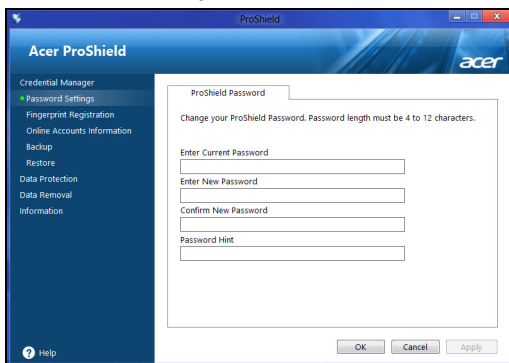 ProShield
Acer ProShield
acer
Credential Manager
Password Settings
Fingerprint Registration
Online Accounts Information
Backup
Restore
Data Protection
Data Removal
Information
Help
ProShield Password
Change your ProShield Password. Password length must be 4 to 12 characters.
Enter Current Password
Enter New Password
Confirm New Password
Password Hint
OK Cancel Apply